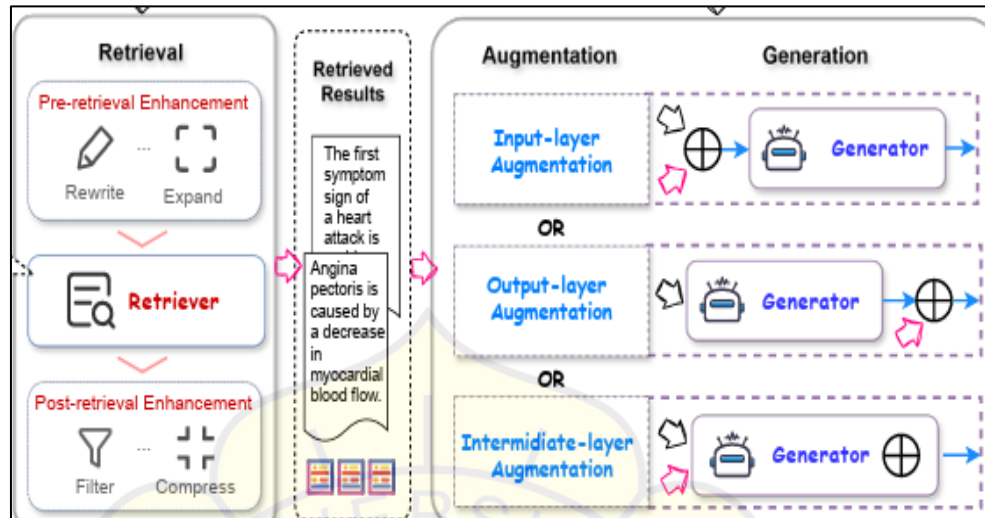 Retrieval
Pre-retrieval Enhancement
...
Rewrite
Expand
Retriever
Post-retrieval Enhancement
...
Filter
Compress
Retrieved
Results
The first
symptom
sign of
a heart
attack is
Angina
pectoris is
caused by
a decrease
in
myocardial
blood flow.
Augmentation
Generation
Input-layer
Augmentation
Generator
OR
Output-layer
Augmentation
Generator
OR
Intermidiate-layer
Augmentation
Generator